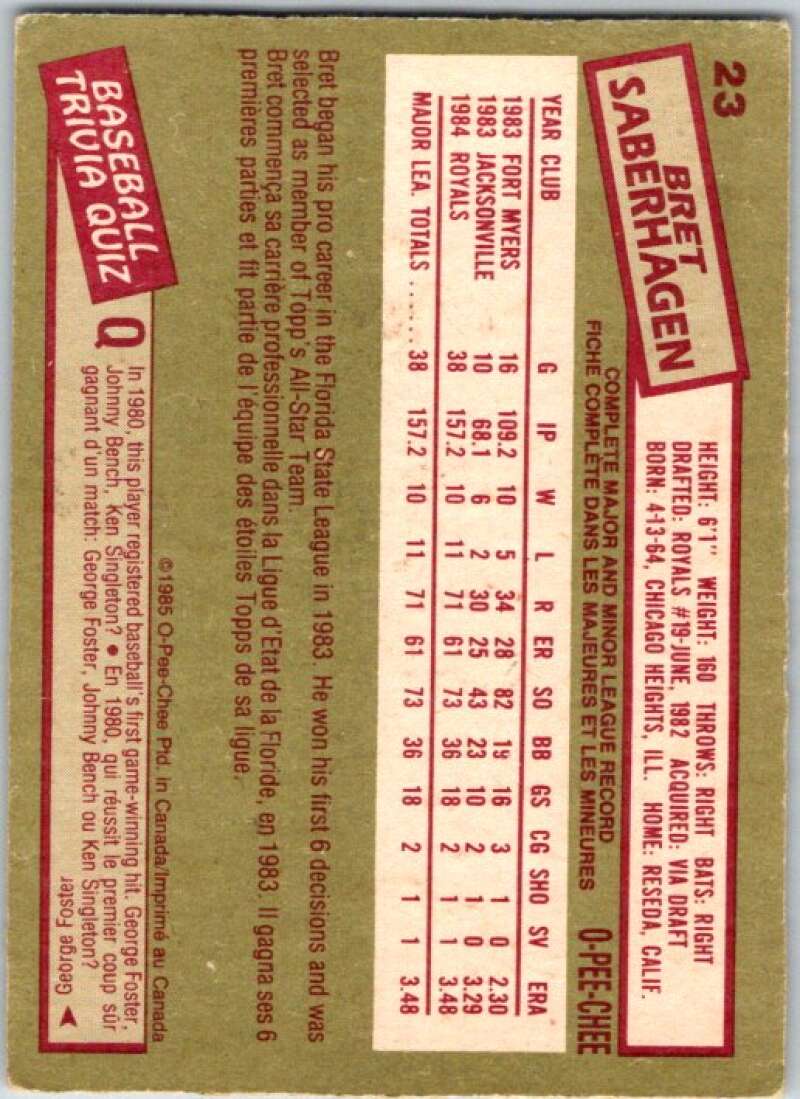 23
BRET
SABERHAGEN
HEIGHT: 6'1" WEIGHT: 160 THROWS: RIGHT BATS: RIGHT
DRAFTED: ROYALS #19-JUNE, 1982 ACQUIRED: VIA DRAFT
BORN: 4-13-64, CHICAGO HEIGHTS, ILL. HOME: RESEDA, CALIF.
COMPLETE MAJOR AND MINOR LEAGUE RECORD
FICHE COMPLÈTE DANS LES MAJEURES ET LES MINEURES
O-PEE-CHEE
YEAR CLUB G IP W L R ER SO BB GS CG SHO SV ERA
1983 FORT MYERS 16 109.2 10 5 34 28 82 19 16 3 1 0 2.30
1983 JACKSONVILLE 10 68.1 6 2 30 25 43 23 10 2 1 0 3.29
1984 ROYALS 38 157.2 10 11 71 61 73 36 18 2 1 1 3.48
MAJOR LEA. TOTALS ...... 38 157.2 10 11 71 61 73 36 18 2 1 1 3.48
Bret began his pro career in the Florida State League in 1983. He won his first 6 decisions and was
selected as member of Topp's All-Star Team.
Bret commença sa carrière professionnelle dans la Ligue d'Etat de la Floride, en 1983. Il gagna ses 6
premières parties et fit partie de l'équipe des étoiles Topps de sa ligue.
©1985 O-Pee-Chee Ptd. in Canada/Imprimé au Canada
BASEBALL
TRIVIA QUIZ
Q
In 1980, this player registered baseball's first game-winning hit. George Foster,
Johnny Bench, Ken Singleton? ● En 1980, qui réussit le premier coup sûr
gagnant d'un match: George Foster, Johnny Bench ou Ken Singleton?
George Foster